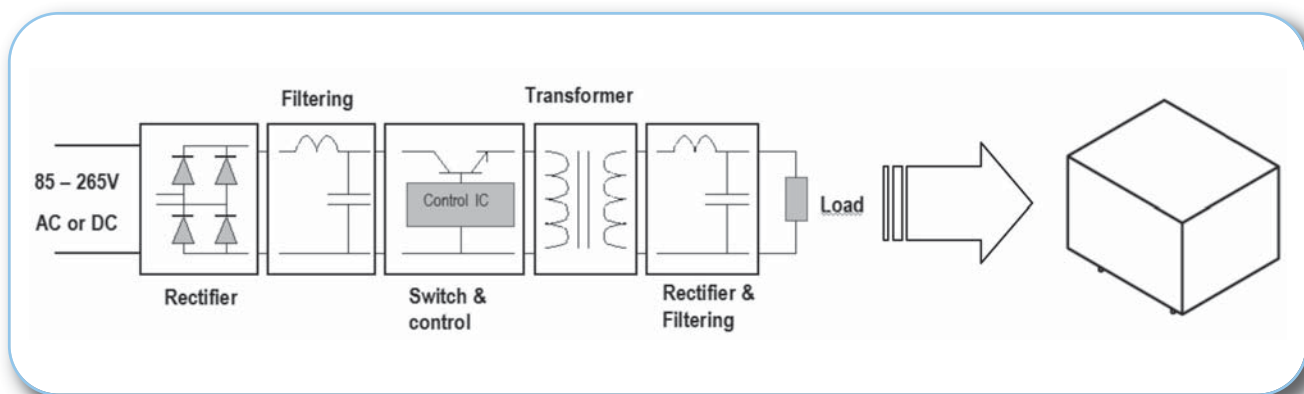 Filtering
Transformer
85 – 265V
AC or DC
Control IC
Load
Rectifier
Switch &
control
Rectifier &
Filtering